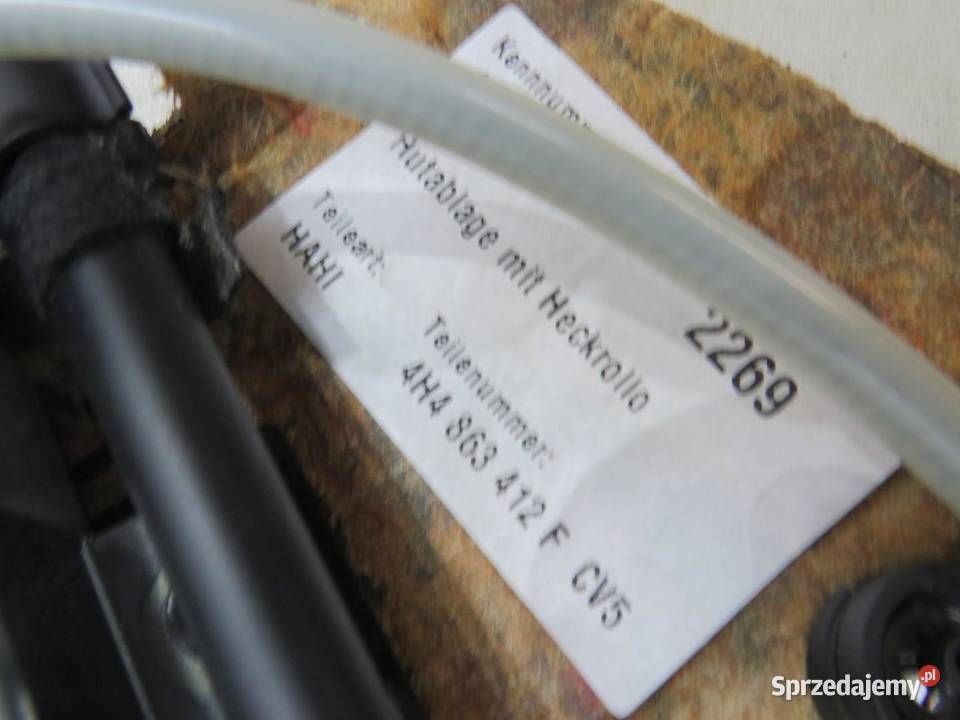 Kennnum
2269
Hutablage mit Heckrollo
Teileart:
HAHI
Teilenummer:
4H4 863 412 F CV5
Sprzedajemy.pl